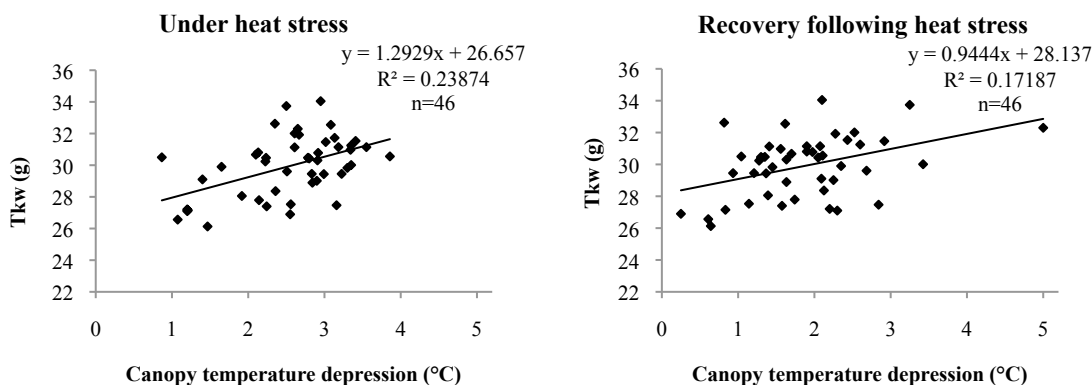 Under heat stress
y = 1.2929x + 26.657
R² = 0.23874
n=46
36
34
32
30
28
26
24
22
Tkw (g)
0 1 2 3 4 5
Canopy temperature depression (°C)
Recovery following heat stress
y = 0.9444x + 28.137
R² = 0.17187
n=46
36
34
32
30
28
26
24
22
Tkw (g)
0 1 2 3 4 5
Canopy temperature depression (°C)